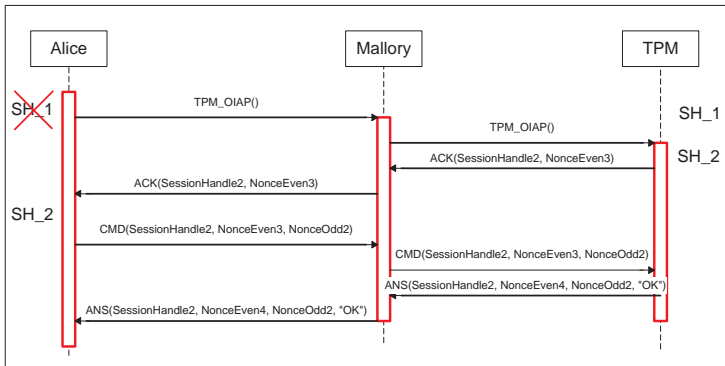 Alice
Mallory
TPM
SH_1
TPM_OIAP()
SH_1
TPM_OIAP()
ACK(SessionHandle2, NonceEven3)
SH_2
ACK(SessionHandle2, NonceEven3)
SH_2
CMD(SessionHandle2, NonceEven3, NonceOdd2)
CMD(SessionHandle2, NonceEven3, NonceOdd2)
ANS(SessionHandle2, NonceEven4, NonceOdd2, "OK")
ANS(SessionHandle2, NonceEven4, NonceOdd2, "OK")